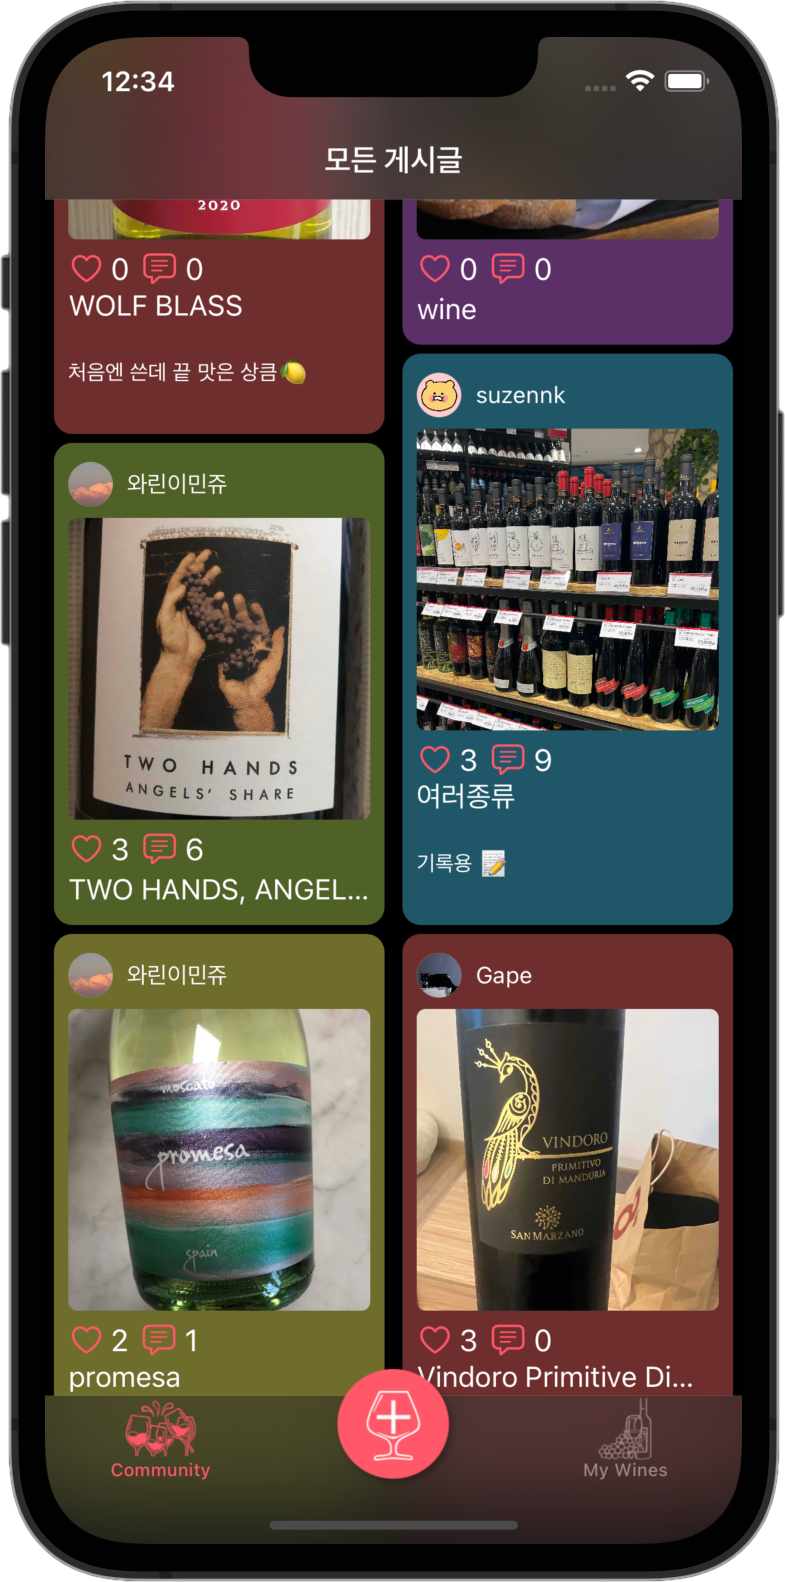 12:34
모든 게시글
2020
0 0
WOLF BLASS
처음엔 쓴데 끝 맛은 상큼🍋
0 0
wine
와린이민쥬
TWO HANDS
ANGELS' SHARE
3 6
TWO HANDS, ANGEL...
suzennk
3 9
여러종류
기록용 📝
와린이민쥬
moscato
promesa
spain
2 1
promesa
Gape
VINDORO
PRIMITIVO
DI MANDURIA
SAN MARZANO
3 0
Vindoro Primitive Di...
Community
My Wines